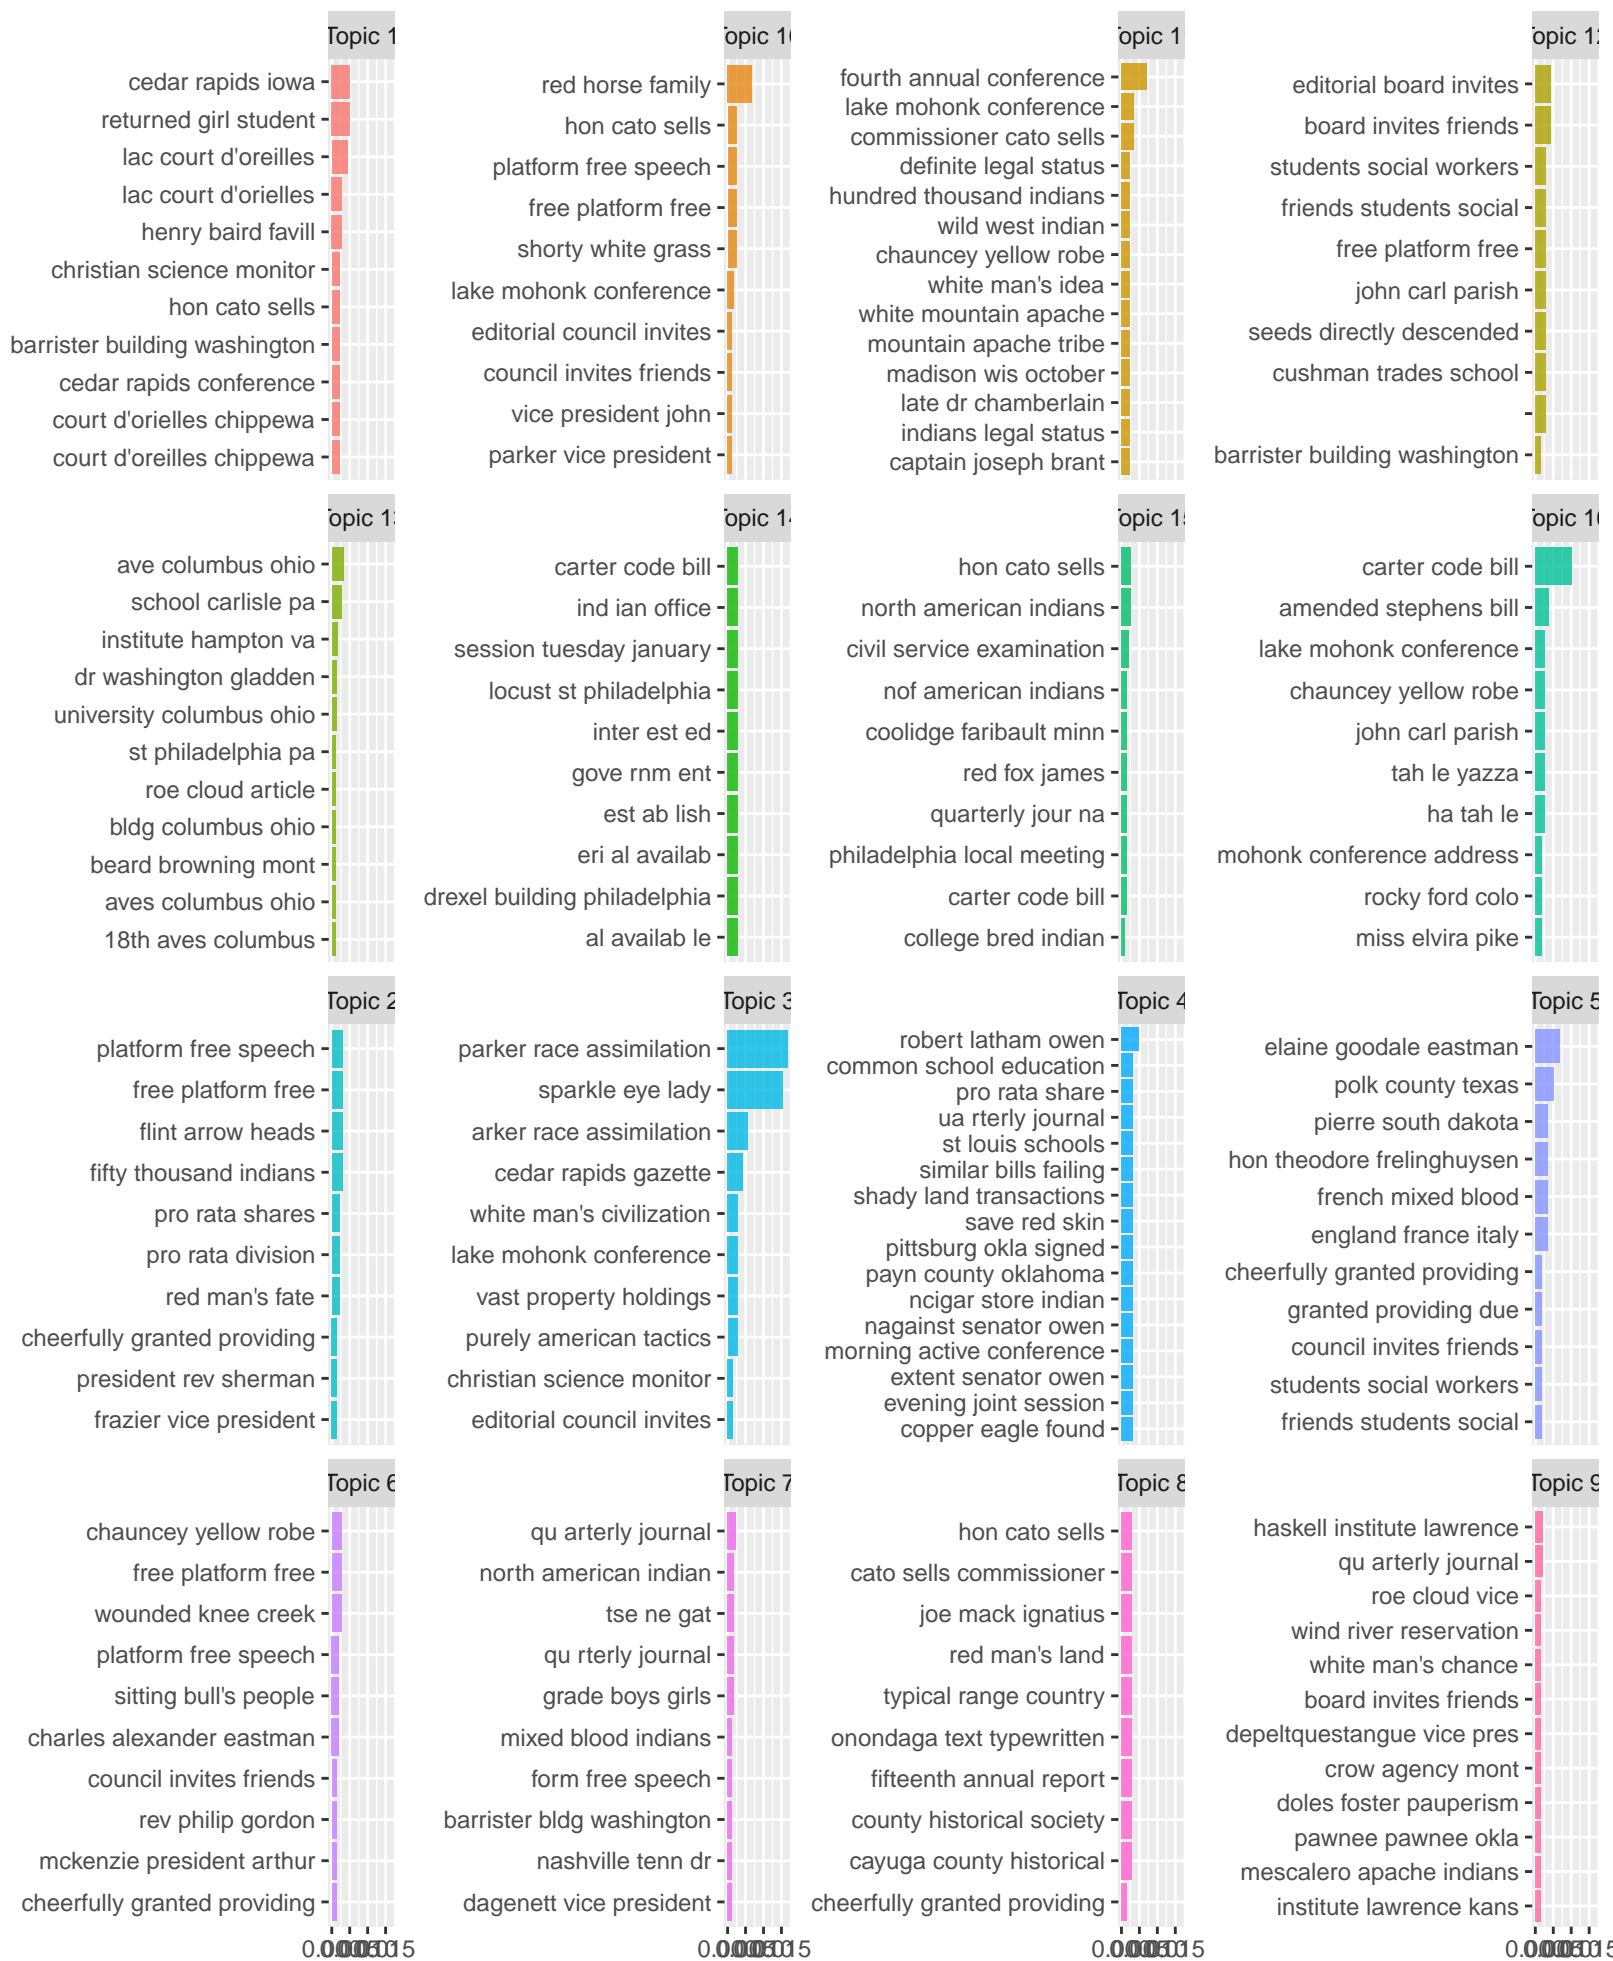 Topic 1
cedar rapids iowa
returned girl student
lac court d'oreilles
lac court d'orielles
henry baird favill
christian science monitor
hon cato sells
barrister building washington
cedar rapids conference
court d'orielles chippewa
court d'oreilles chippewa
Topic 10
red horse family
hon cato sells
platform free speech
free platform free
shorty white grass
lake mohonk conference
editorial council invites
council invites friends
vice president john
parker vice president
Topic 11
fourth annual conference
lake mohonk conference
commissioner cato sells
definite legal status
hundred thousand indians
wild west indian
chauncey yellow robe
white man's idea
white mountain apache
mountain apache tribe
madison wis october
late dr chamberlain
indians legal status
captain joseph brant
Topic 12
editorial board invites
board invites friends
students social workers
friends students social
free platform free
john carl parish
seeds directly descended
cushman trades school
barrister building washington
Topic 13
ave columbus ohio
school carlisle pa
institute hampton va
dr washington gladden
university columbus ohio
st philadelphia pa
roe cloud article
bldg columbus ohio
beard browning mont
aves columbus ohio
18th aves columbus
Topic 14
carter code bill
ind ian office
session tuesday january
locust st philadelphia
inter est ed
gove rnm ent
est ab lish
eri al availab
drexel building philadelphia
al availab le
Topic 15
hon cato sells
north american indians
civil service examination
nof american indians
coolidge faribault minn
red fox james
quarterly jour na
philadelphia local meeting
carter code bill
college bred indian
Topic 16
carter code bill
amended stephens bill
lake mohonk conference
chauncey yellow robe
john carl parish
tah le yazza
ha tah le
mohonk conference address
rocky ford colo
miss elvira pike
Topic 2
platform free speech
free platform free
flint arrow heads
fifty thousand indians
pro rata shares
pro rata division
red man's fate
cheerfully granted providing
president rev sherman
frazier vice president
Topic 3
parker race assimilation
sparkle eye lady
arker race assimilation
cedar rapids gazette
white man's civilization
lake mohonk conference
vast property holdings
purely american tactics
christian science monitor
editorial council invites
Topic 4
robert latham owen
common school education
pro rata share
ua rterly journal
st louis schools
similar bills failing
shady land transactions
save red skin
pittsburg okla signed
payn county oklahoma
ncigar store indian
nagainst senator owen
morning active conference
extent senator owen
evening joint session
copper eagle found
Topic 5
elaine goodale eastman
polk county texas
pierre south dakota
hon theodore frelinghuysen
french mixed blood
england france italy
cheerfully granted providing
granted providing due
council invites friends
students social workers
friends students social
Topic 6
chauncey yellow robe
free platform free
wounded knee creek
platform free speech
sitting bull's people
charles alexander eastman
council invites friends
rev philip gordon
mckenzie president arthur
cheerfully granted providing
Topic 7
qu arterly journal
north american indian
tse ne gat
qu rterly journal
grade boys girls
mixed blood indians
form free speech
barrister bldg washington
nashville tenn dr
dagenett vice president
Topic 8
hon cato sells
cato sells commissioner
joe mack ignatius
red man's land
typical range country
onondaga text typewritten
fifteenth annual report
county historical society
cayuga county historical
cheerfully granted providing
Topic 9
haskell institute lawrence
qu arterly journal
roe cloud vice
wind river reservation
white man's chance
board invites friends
depeltquestangue vice pres
crow agency mont
doles foster pauperism
pawnee pawnee okla
mescalero apache indians
institute lawrence kans